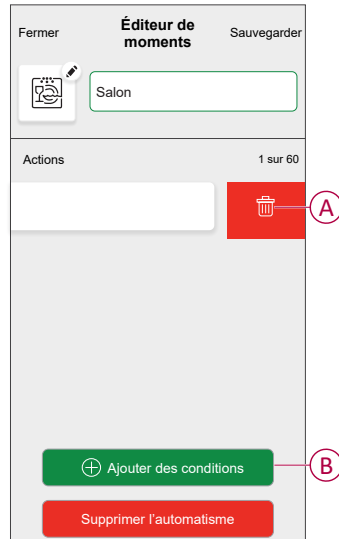 Fermer
Éditeur de
moments
Sauvegarder
Salon
Actions
1 sur 60
A
Ajouter des conditions
B
Supprimer l'automatisme